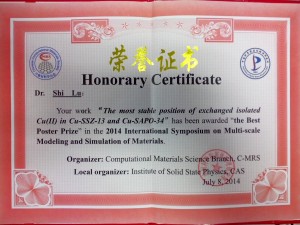 荣誉证书
Honorary Certificate
Dr. Shi Lu:
Your work "The most stable position of exchanged isolated
Cu(II) in Cu-SSZ-13 and Cu-SAPO-34" has been awarded "the Best
Poster Prize" in the 2014 International Symposium on Multi-scale
Modeling and Simulation of Materials.
Organizer: Computational Materials Science Branch, C-MRS
Local organizer: Institute of Solid State Physics, CAS
July 8, 2014